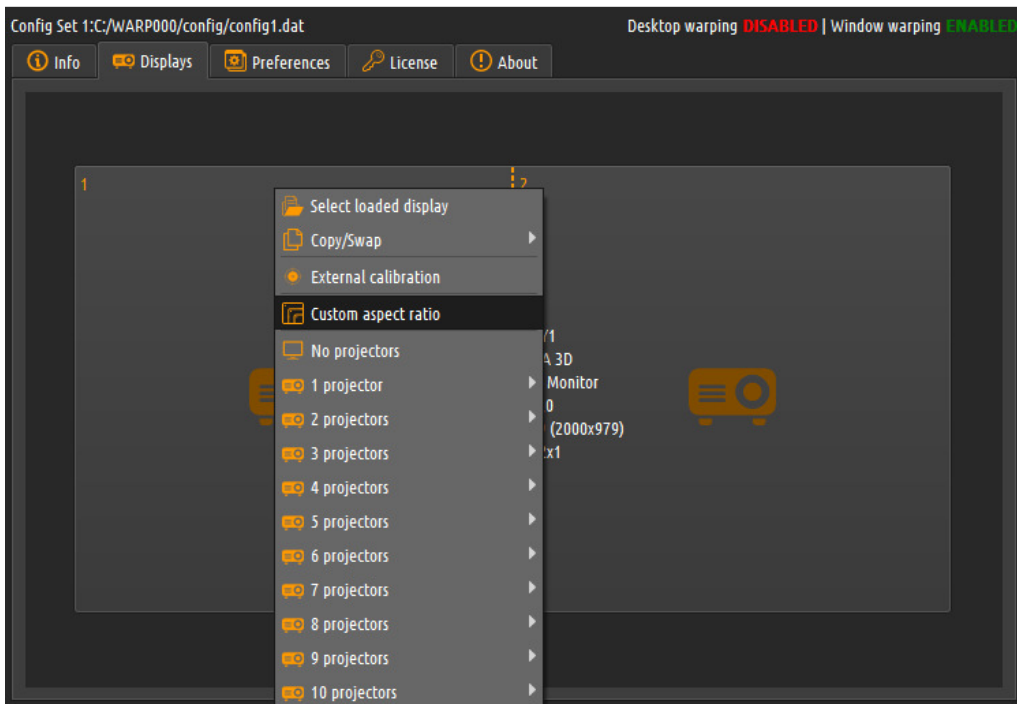 Config Set 1:C:/WARP000/config/config1.dat
Desktop warping DISABLED | Window warping ENABLED
Info
Displays
Preferences
License
About
1
2
Select loaded display
Copy/Swap
External calibration
Custom aspect ratio
No projectors
1 projector
2 projectors
3 projectors
4 projectors
5 projectors
6 projectors
7 projectors
8 projectors
9 projectors
10 projectors
3D
Monitor
0
(2000x979)
x1